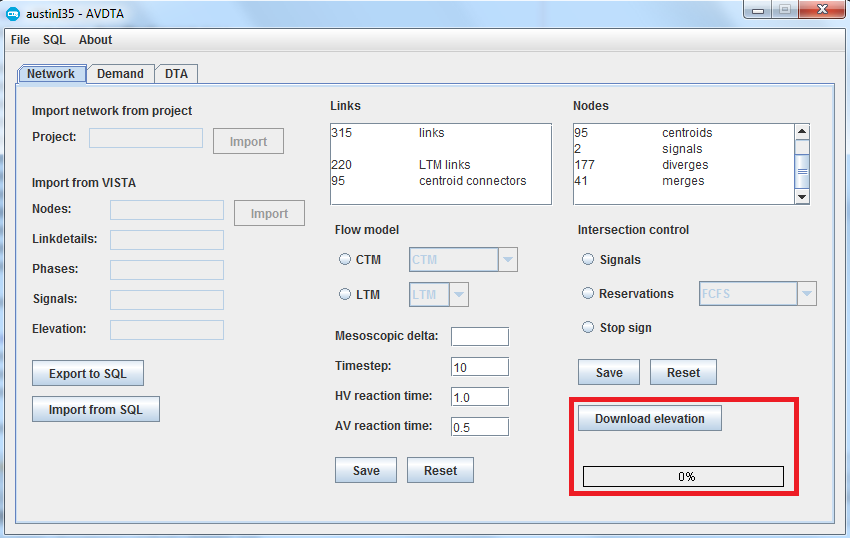 austinI35 - AVDTA
File SQL About
Network Demand DTA
Import network from project
Project: Import
Import from VISTA
Nodes: Import
Linkdetails:
Phases:
Signals:
Elevation:
Export to SQL
Import from SQL
Links
315 links
220 LTM links
95 centroid connectors
Flow model
CTM CTM
LTM LTM
Mesoscopic delta:
Timestep: 10
HV reaction time: 1.0
AV reaction time: 0.5
Save Reset
Nodes
95 centroids
2 signals
177 diverges
41 merges
Intersection control
Signals
Reservations FCFS
Stop sign
Save Reset
Download elevation
0%